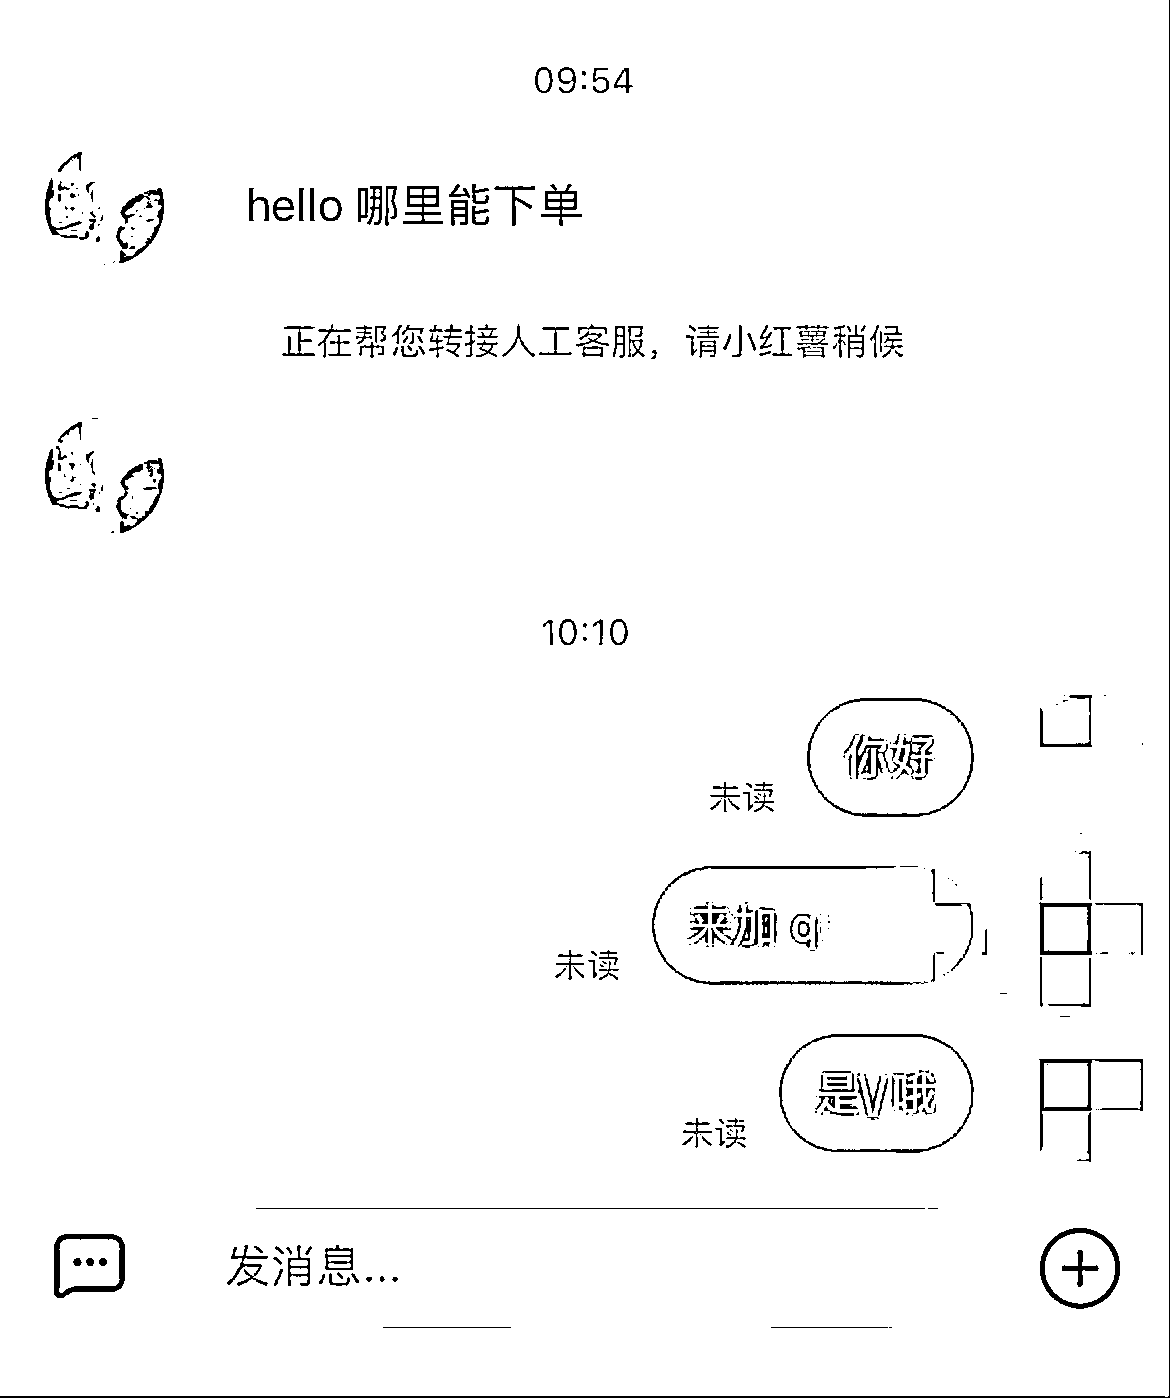 09:54
hello 哪里能下单
正在帮您转接人工客服，请小红薯稍候
10:10
你好
未读
来加 q
未读
是V哦
未读
发消息...